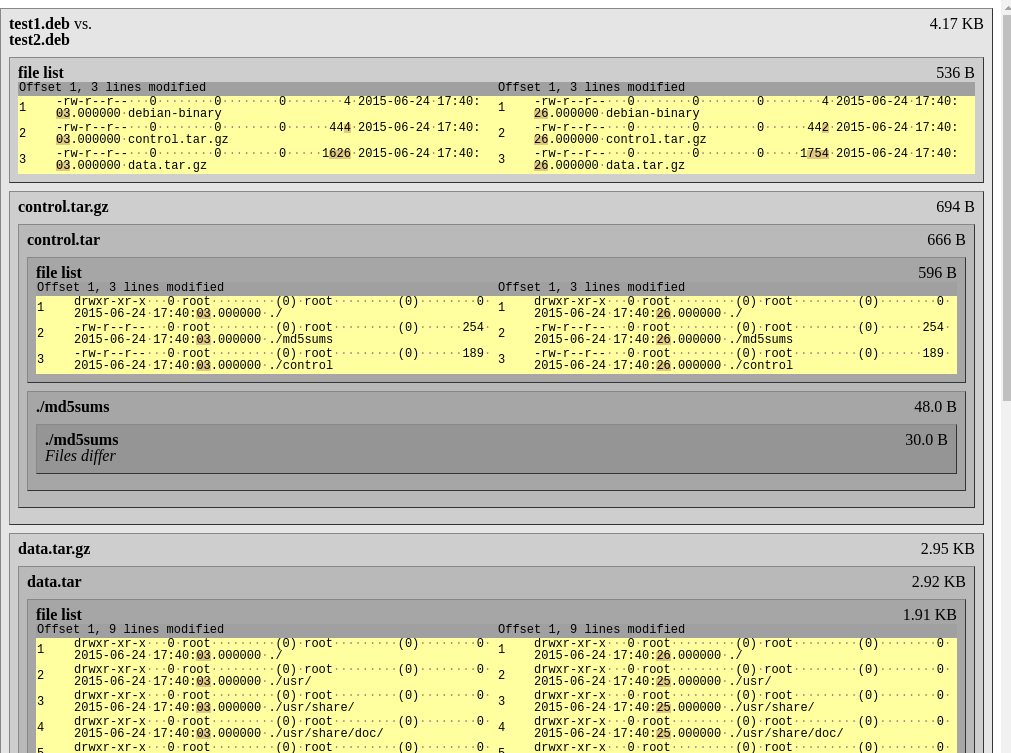 test1.deb vs. 4.17 KB
test2.deb
file list 536 B
Offset 1, 3 lines modified Offset 1, 3 lines modified
1 -rw-r--r--···0········0········0········4·2015-06-24·17:40: 1 -rw-r--r--···0········0········0········4·2015-06-24·17:40:
03.000000·debian-binary 26.000000·debian-binary
2 -rw-r--r--···0········0········0······444·2015-06-24·17:40: 2 -rw-r--r--···0········0········0······442·2015-06-24·17:40:
03.000000·control.tar.gz 26.000000·control.tar.gz
3 -rw-r--r--···0········0········0·····1626·2015-06-24·17:40: 3 -rw-r--r--···0········0········0·····1754·2015-06-24·17:40:
03.000000·data.tar.gz 26.000000·data.tar.gz
control.tar.gz 694 B
control.tar 666 B
file list 596 B
Offset 1, 3 lines modified Offset 1, 3 lines modified
1 drwxr-xr-x···0·root·········(0)·root·········(0)········0· 1 drwxr-xr-x···0·root·········(0)·root·········(0)········0·
2015-06-24·17:40:03.000000·./ 2015-06-24·17:40:26.000000·./
2 -rw-r--r--···0·root·········(0)·root·········(0)······254· 2 -rw-r--r--···0·root·········(0)·root·········(0)······254·
2015-06-24·17:40:03.000000·./md5sums 2015-06-24·17:40:26.000000·./md5sums
3 -rw-r--r--···0·root·········(0)·root·········(0)······189· 3 -rw-r--r--···0·root·········(0)·root·········(0)······189·
2015-06-24·17:40:03.000000·./control 2015-06-24·17:40:26.000000·./control
./md5sums 48.0 B
./md5sums 30.0 B
Files differ
data.tar.gz 2.95 KB
data.tar 2.92 KB
file list 1.91 KB
Offset 1, 9 lines modified Offset 1, 9 lines modified
1 drwxr-xr-x···0·root·········(0)·root·········(0)········0· 1 drwxr-xr-x···0·root·········(0)·root·········(0)········0·
2015-06-24·17:40:03.000000·./ 2015-06-24·17:40:26.000000·./
2 drwxr-xr-x···0·root·········(0)·root·········(0)········0· 2 drwxr-xr-x···0·root·········(0)·root·········(0)········0·
2015-06-24·17:40:03.000000·./usr/ 2015-06-24·17:40:25.000000·./usr/
3 drwxr-xr-x···0·root·········(0)·root·········(0)········0· 3 drwxr-xr-x···0·root·········(0)·root·········(0)········0·
2015-06-24·17:40:03.000000·./usr/share/ 2015-06-24·17:40:25.000000·./usr/share/
4 drwxr-xr-x···0·root·········(0)·root·········(0)········0· 4 drwxr-xr-x···0·root·········(0)·root·········(0)········0·
2015-06-24·17:40:03.000000·./usr/share/doc/ 2015-06-24·17:40:25.000000·./usr/share/doc/
5 drwxr-xr-x···0·root·········(0)·root·········(0)········0· 5 drwxr-xr-x···0·root·········(0)·root·········(0)········0·